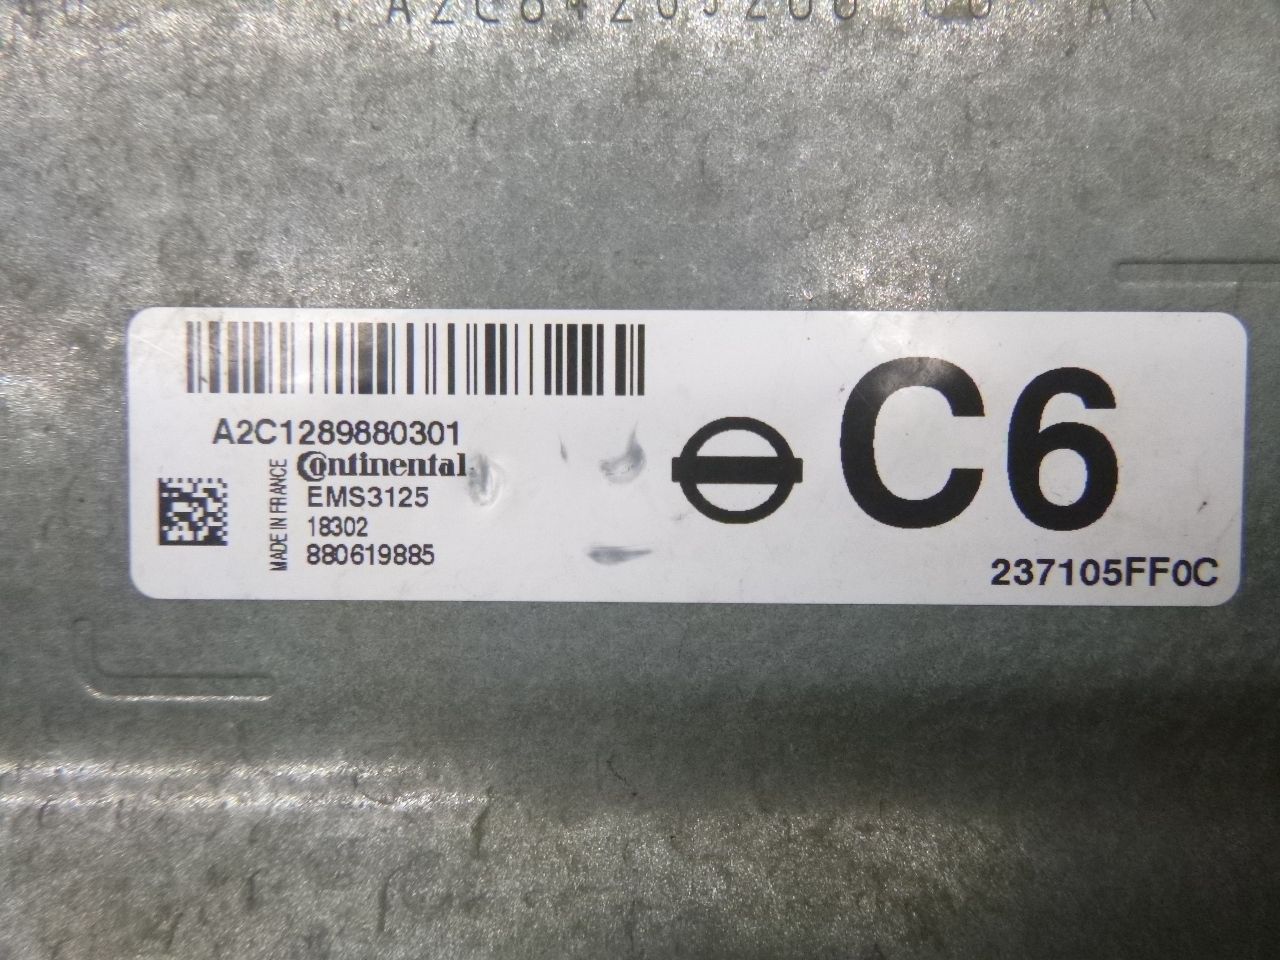 A2C1289880301
Continental
EMS3125
18302
880619885
MADE IN FRANCE
C6
237105FF0C